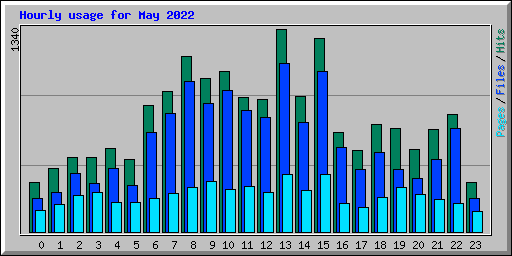 Hourly usage for May 2022
1340
Pages/Files/Hits
0 1 2 3 4 5 6 7 8 9 10 11 12 13 14 15 16 17 18 19 20 21 22 23